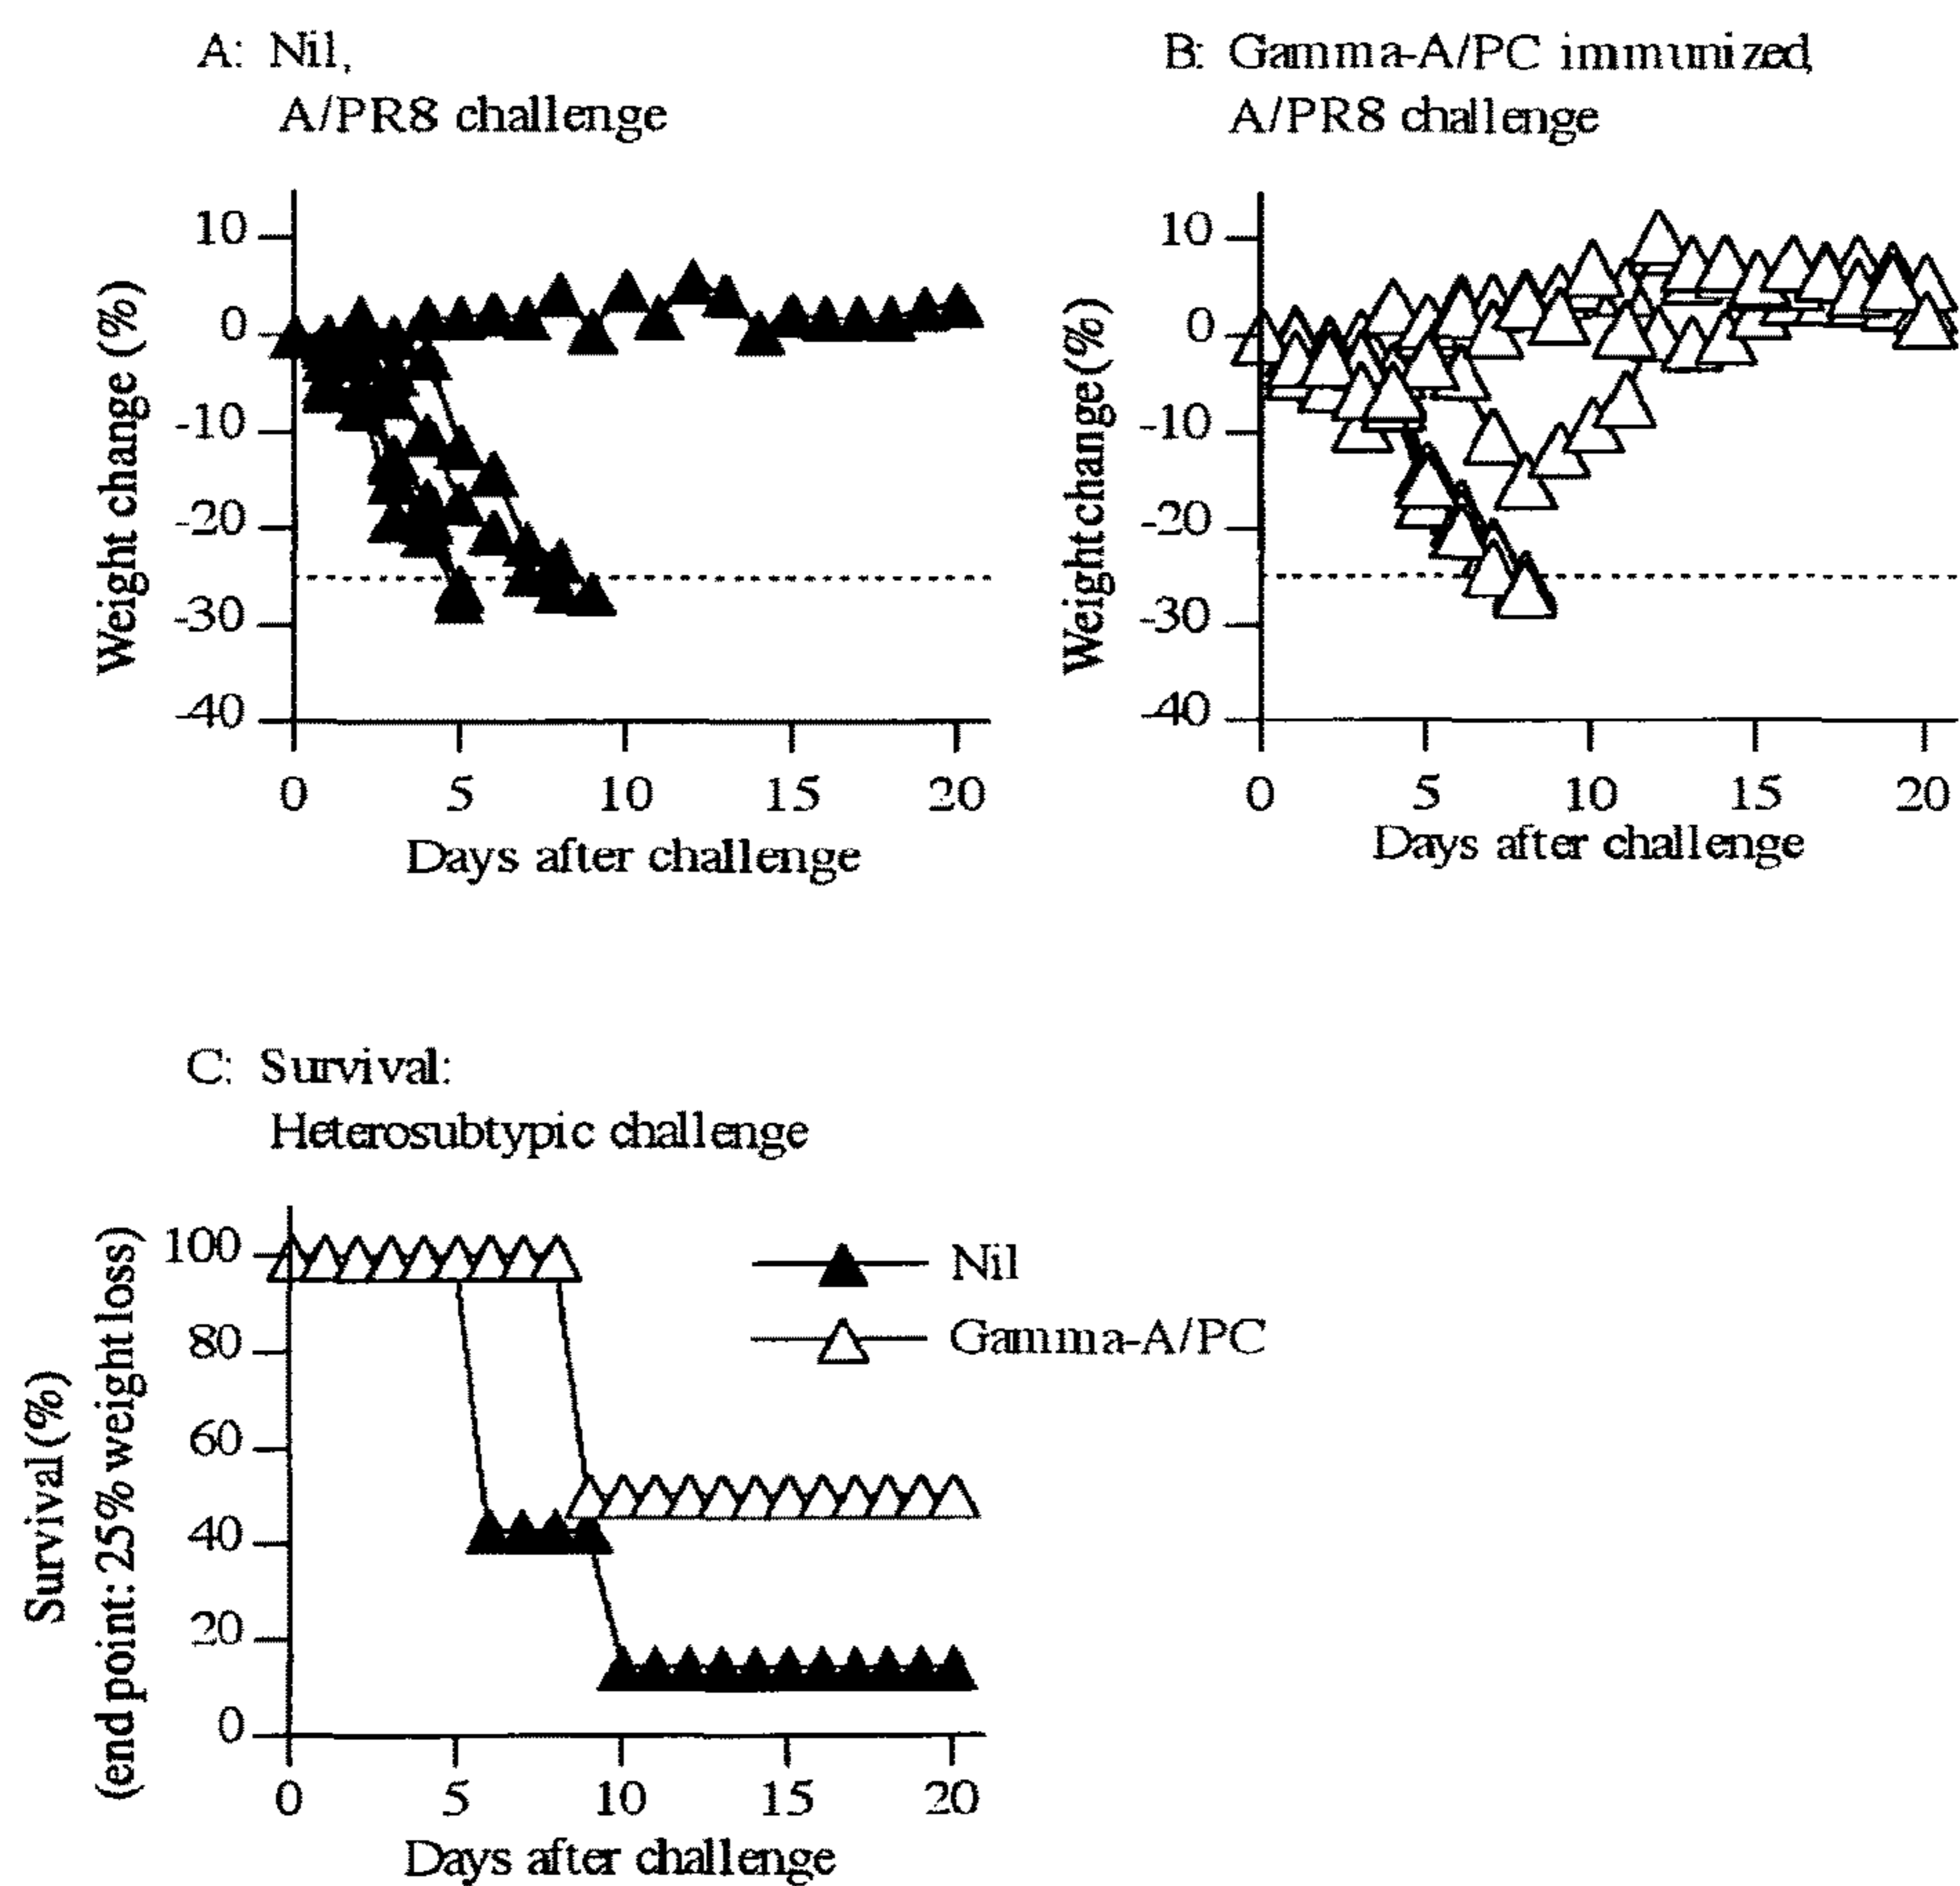 A: Nil,
A/PR8 challenge
10
0
-10
-20
-30
-40
Weight change (%)
0 5 10 15 20
Days after challenge
B: Gamma-A/PC immunized,
A/PR8 challenge
10
0
-10
-20
-30
-40
Weight change (%)
0 5 10 15 20
Days after challenge
C: Survival:
Heterosubtypic challenge
100
80
60
40
20
0
Survival (%)
(end point: 25% weight loss)
Nil
Gamma-A/PC
0 5 10 15 20
Days after challenge